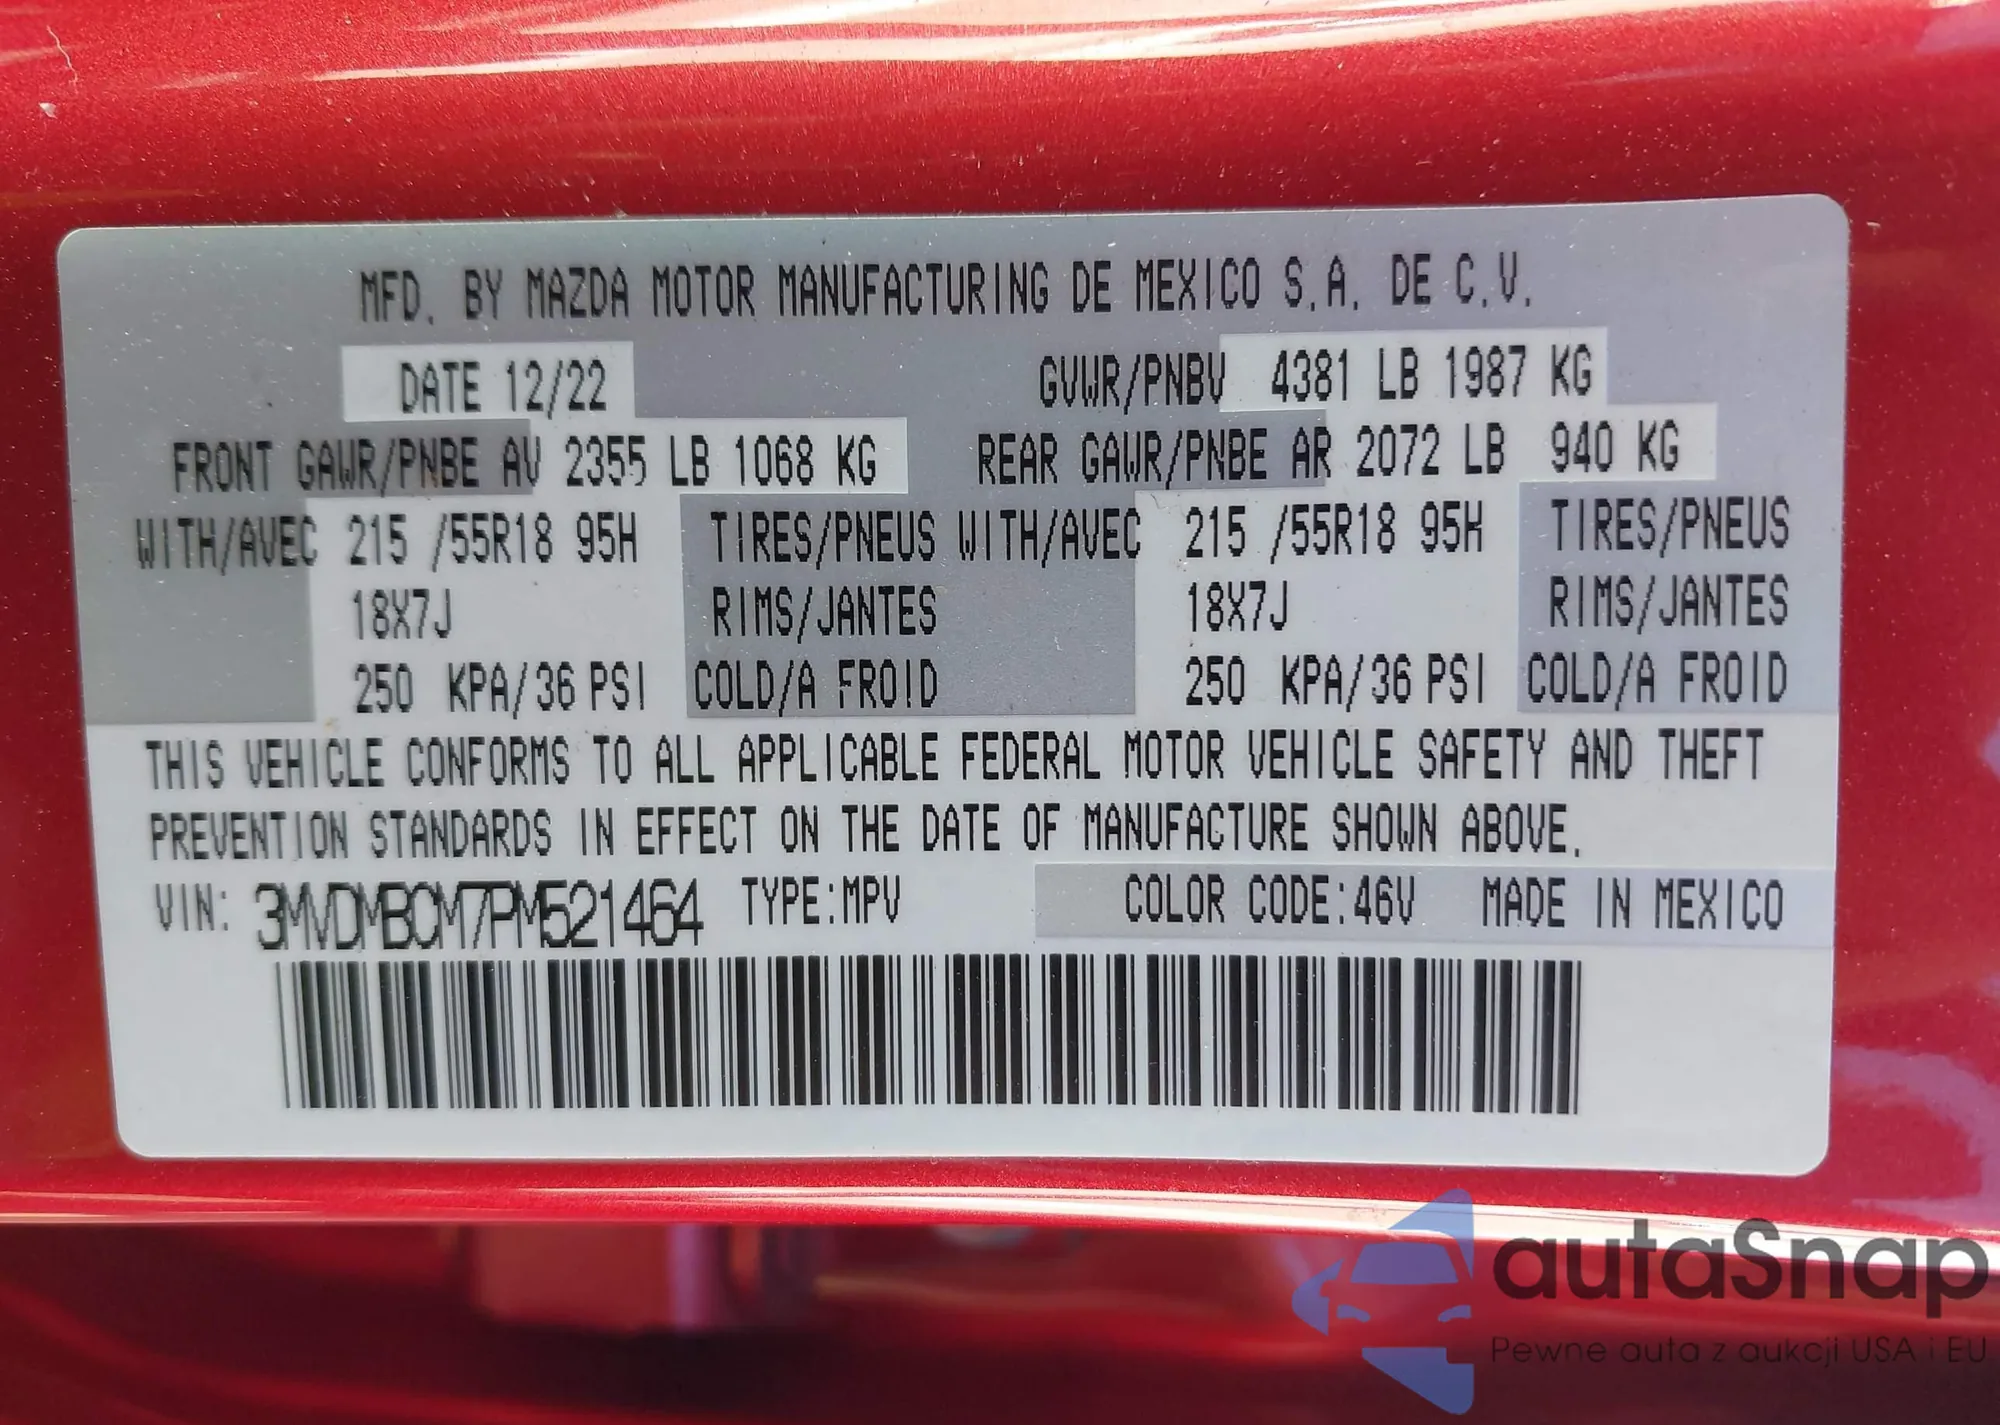 MFD. BY MAZDA MOTOR MANUFACTURING DE MEXICO S.A. DE C.V.
DATE 12/22 GVWR/PNBV 4381 LB 1987 KG
FRONT GAWR/PNBE AV 2355 LB 1068 KG REAR GAWR/PNBE AR 2072 LB 940 KG
WITH/AVEC 215 /55R18 95H TIRES/PNEUS WITH/AVEC 215 /55R18 95H TIRES/PNEUS
18X7J RIMS/JANTES 18X7J RIMS/JANTES
250 KPA/36 PSI COLD/A FROID 250 KPA/36 PSI COLD/A FROID
THIS VEHICLE CONFORMS TO ALL APPLICABLE FEDERAL MOTOR VEHICLE SAFETY AND THEFT
PREVENTION STANDARDS IN EFFECT ON THE DATE OF MANUFACTURE SHOWN ABOVE.
VIN: 3MVDMBCM7PM521464 TYPE:MPV COLOR CODE:46V MADE IN MEXICO
autaSnap
Pewne auta z aukcji USA i EU